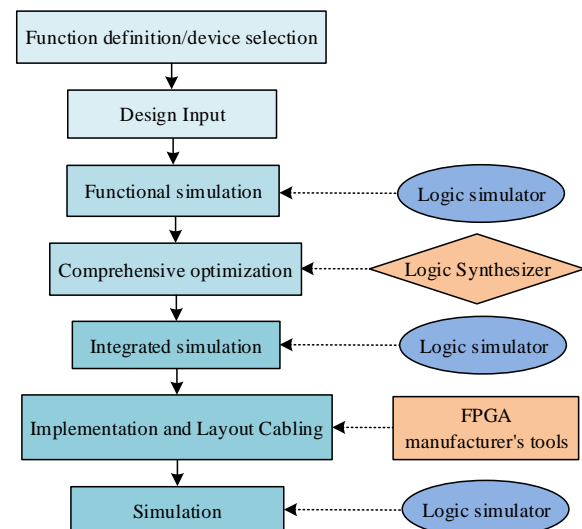 Function definition/device selection
Design Input
Functional simulation
Logic simulator
Comprehensive optimization
Logic Synthesizer
Integrated simulation
Logic simulator
Implementation and Layout Cabling
FPGA
manufacturer's tools
Simulation
Logic simulator